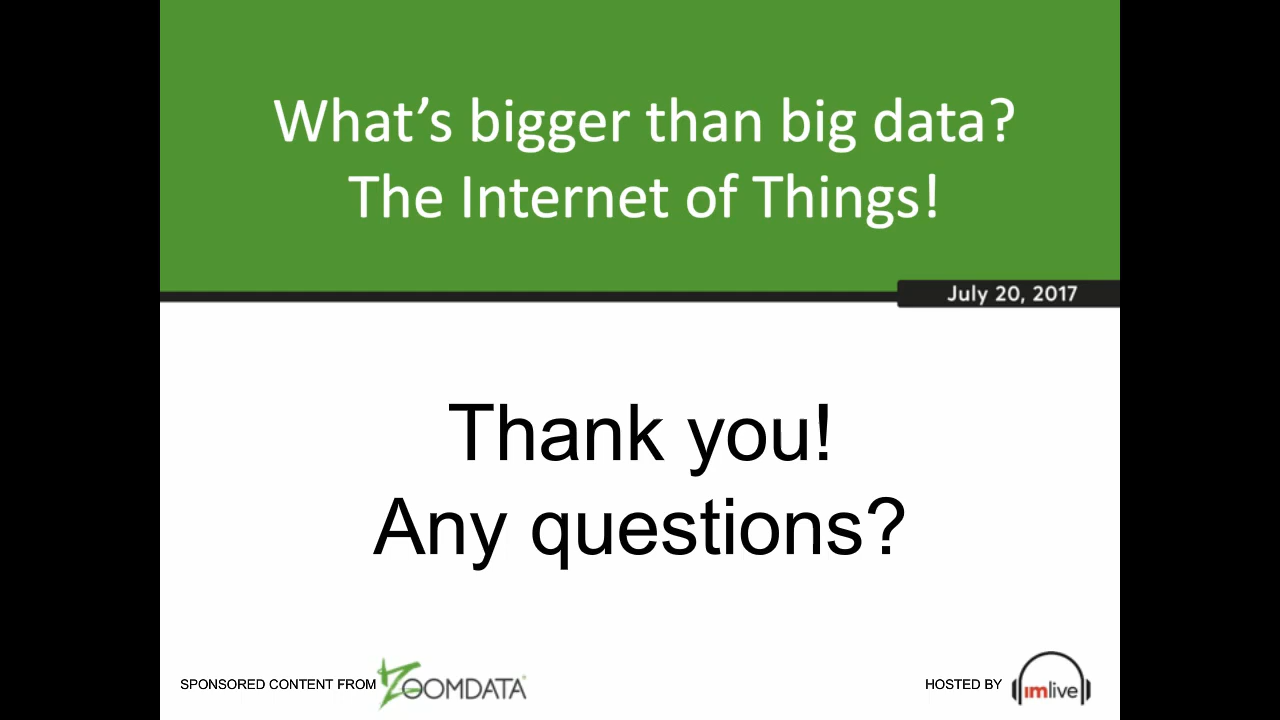 What’s bigger than big data?
The Internet of Things!
July 20, 2017
Thank you!
Any questions?
SPONSORED CONTENT FROM ZOOMDATA
HOSTED BY imlive